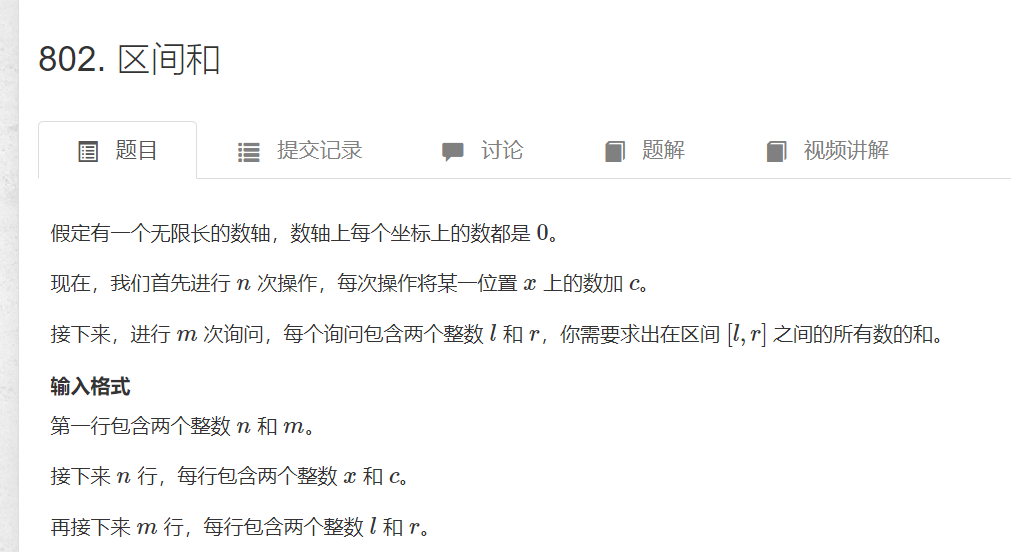 802. 区间和
题目 提交记录 讨论 题解 视频讲解
假定有一个无限长的数轴，数轴上每个坐标上的数都是 0。
现在，我们首先进行 n 次操作，每次操作将某一位置 x 上的数加 c。
接下来，进行 m 次询问，每个询问包含两个整数 l 和 r，你需要求出在区间 [l, r] 之间的所有数的和。
输入格式
第一行包含两个整数 n 和 m。
接下来 n 行，每行包含两个整数 x 和 c。
再接下来 m 行，每行包含两个整数 l 和 r。